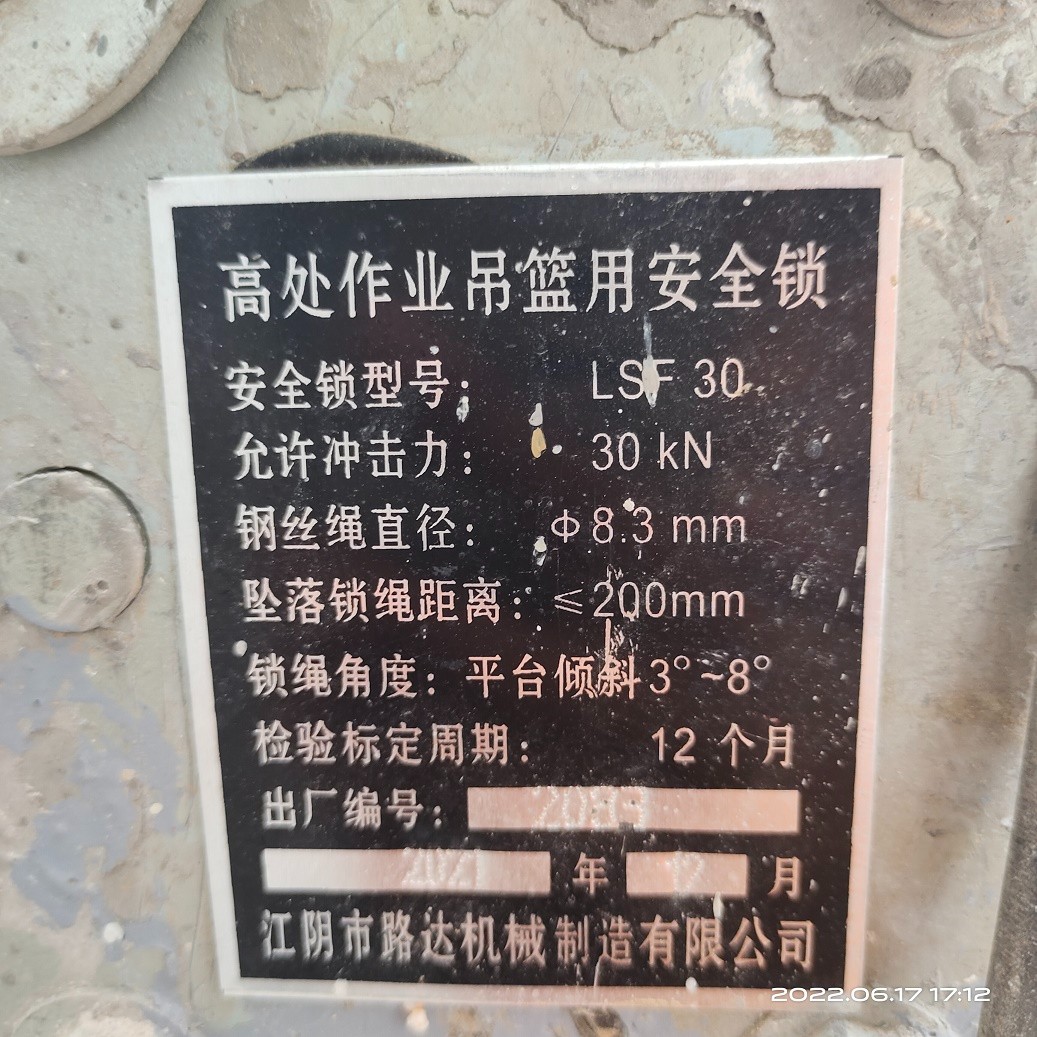 高处作业吊篮用安全锁
安全锁型号: LSF 30
允许冲击力: 30 kN
钢丝绳直径: Φ8.3 mm
坠落锁绳距离: ≤200mm
锁绳角度: 平台倾斜3°~8°
检验标定周期: 12 个月
出厂编号:
2021 年 12 月
江阴市路达机械制造有限公司
2022.06.17 17:12